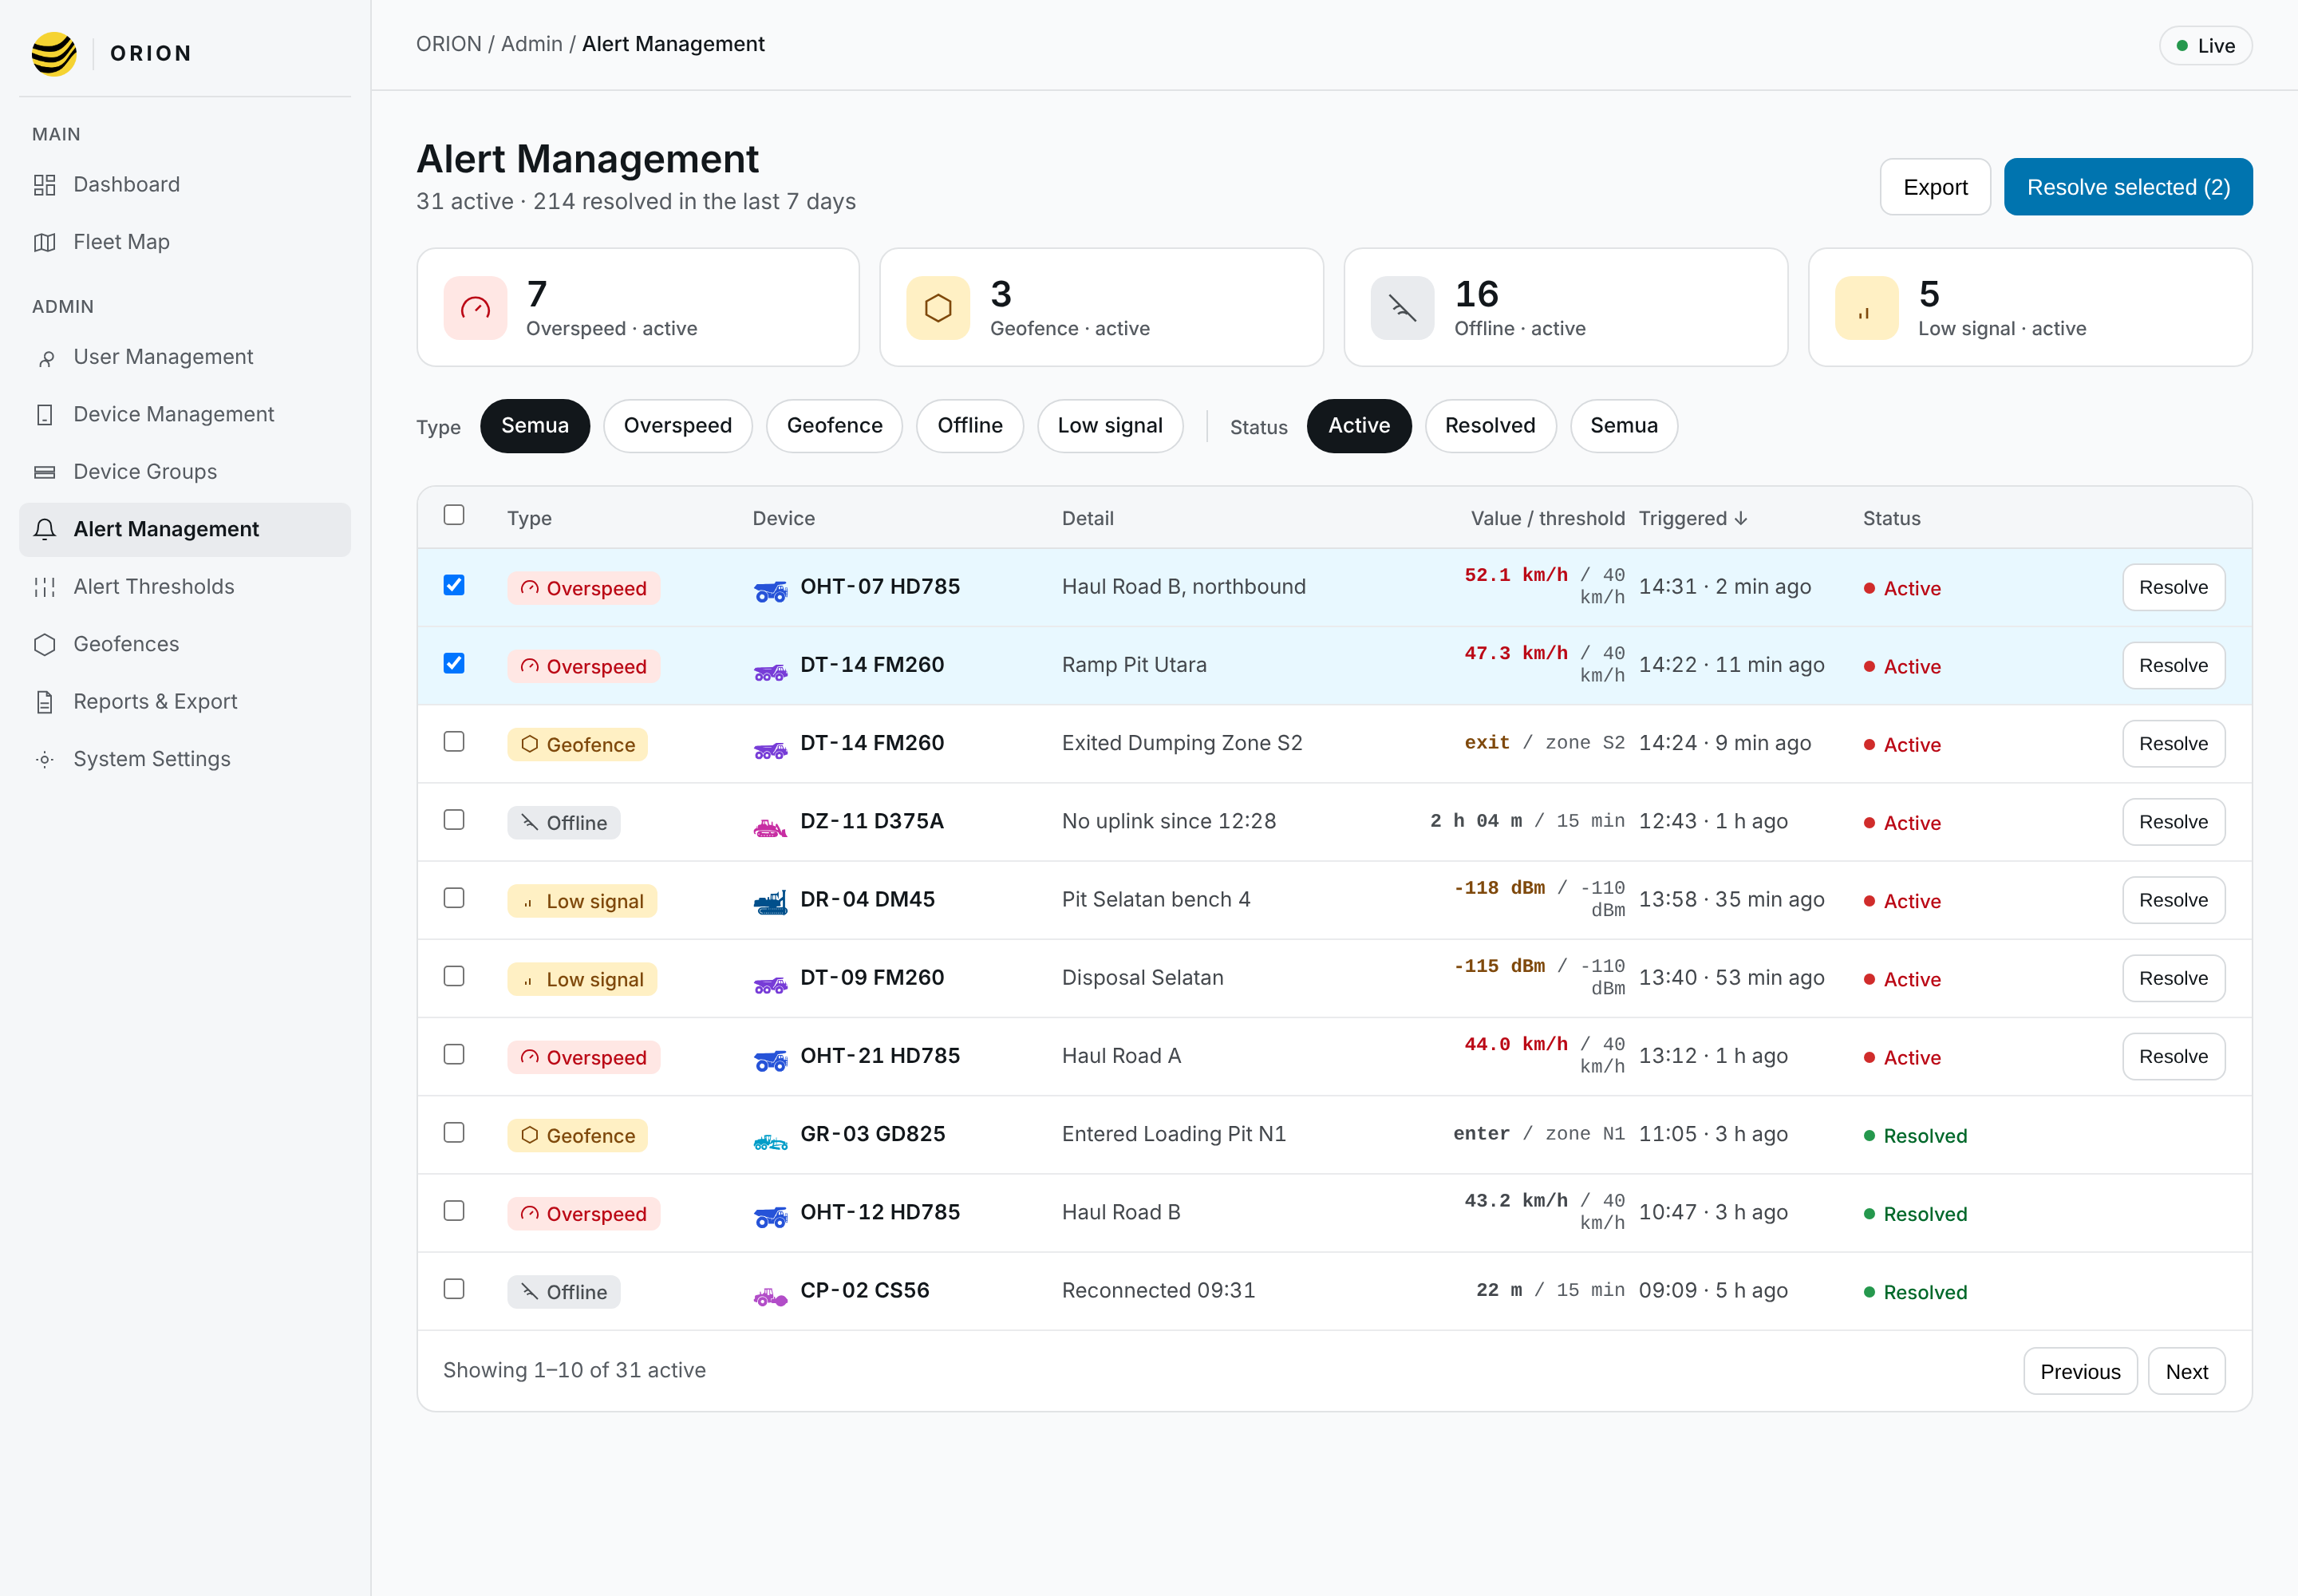 ORION
MAIN
Dashboard
Fleet Map
ADMIN
User Management
Device Management
Device Groups
Alert Management
Alert Thresholds
Geofences
Reports & Export
System Settings
ORION / Admin / Alert Management
Live
Alert Management
31 active · 214 resolved in the last 7 days
Export
Resolve selected (2)
7
Overspeed · active
3
Geofence · active
16
Offline · active
5
Low signal · active
Type Semua Overspeed Geofence Offline Low signal Status Active Resolved Semua
Type Device Detail Value / threshold Triggered ↓ Status
Overspeed OHT-07 HD785 Haul Road B, northbound 52.1 km/h / 40 km/h 14:31 · 2 min ago Active Resolve
Overspeed DT-14 FM260 Ramp Pit Utara 47.3 km/h / 40 km/h 14:22 · 11 min ago Active Resolve
Geofence DT-14 FM260 Exited Dumping Zone S2 exit / zone S2 14:24 · 9 min ago Active Resolve
Offline DZ-11 D375A No uplink since 12:28 2 h 04 m / 15 min 12:43 · 1 h ago Active Resolve
Low signal DR-04 DM45 Pit Selatan bench 4 -118 dBm / -110 dBm 13:58 · 35 min ago Active Resolve
Low signal DT-09 FM260 Disposal Selatan -115 dBm / -110 dBm 13:40 · 53 min ago Active Resolve
Overspeed OHT-21 HD785 Haul Road A 44.0 km/h / 40 km/h 13:12 · 1 h ago Active Resolve
Geofence GR-03 GD825 Entered Loading Pit N1 enter / zone N1 11:05 · 3 h ago Resolved
Overspeed OHT-12 HD785 Haul Road B 43.2 km/h / 40 km/h 10:47 · 3 h ago Resolved
Offline CP-02 CS56 Reconnected 09:31 22 m / 15 min 09:09 · 5 h ago Resolved
Showing 1–10 of 31 active
Previous Next